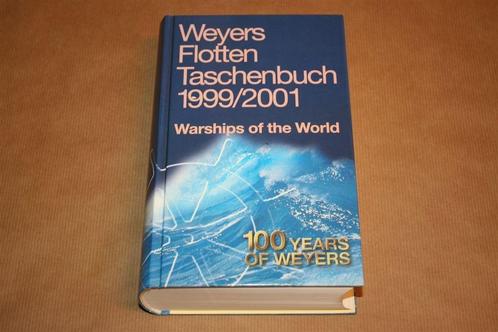 Weyers
Flotten
Taschenbuch
1999/2001
Warships of the World
100 YEARS
OF WEYERS